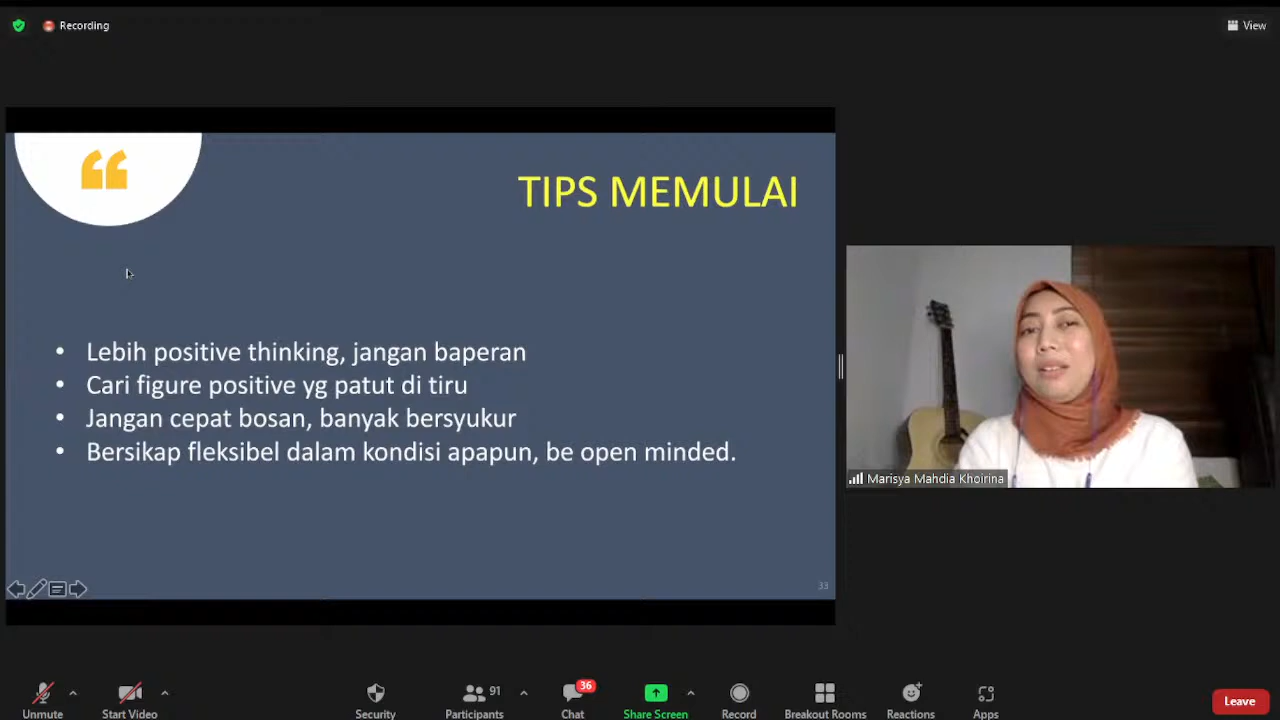 Recording
View
“
TIPS MEMULAI
• Lebih positive thinking, jangan baperan
• Cari figure positive yg patut di tiru
• Jangan cepat bosan, banyak bersyukur
• Bersikap fleksibel dalam kondisi apapun, be open minded.
33
Marisya Mahdia Khoirina
Unmute
Start Video
Security
91
Participants
36
Chat
Share Screen
Record
Breakout Rooms
Reactions
Apps
Leave